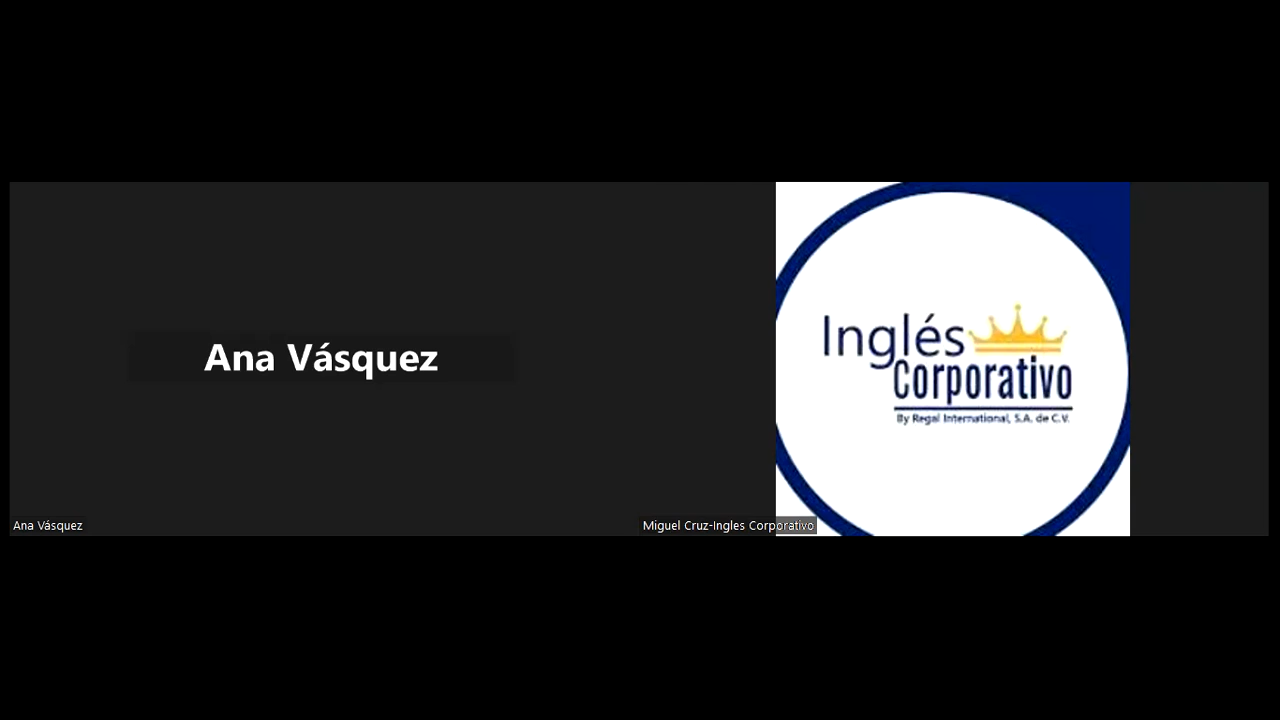 Ana Vásquez
Inglés
Corporativo
By Regal International, S.A. de C.V.
Ana Vásquez
Miguel Cruz-Ingles Corporativo